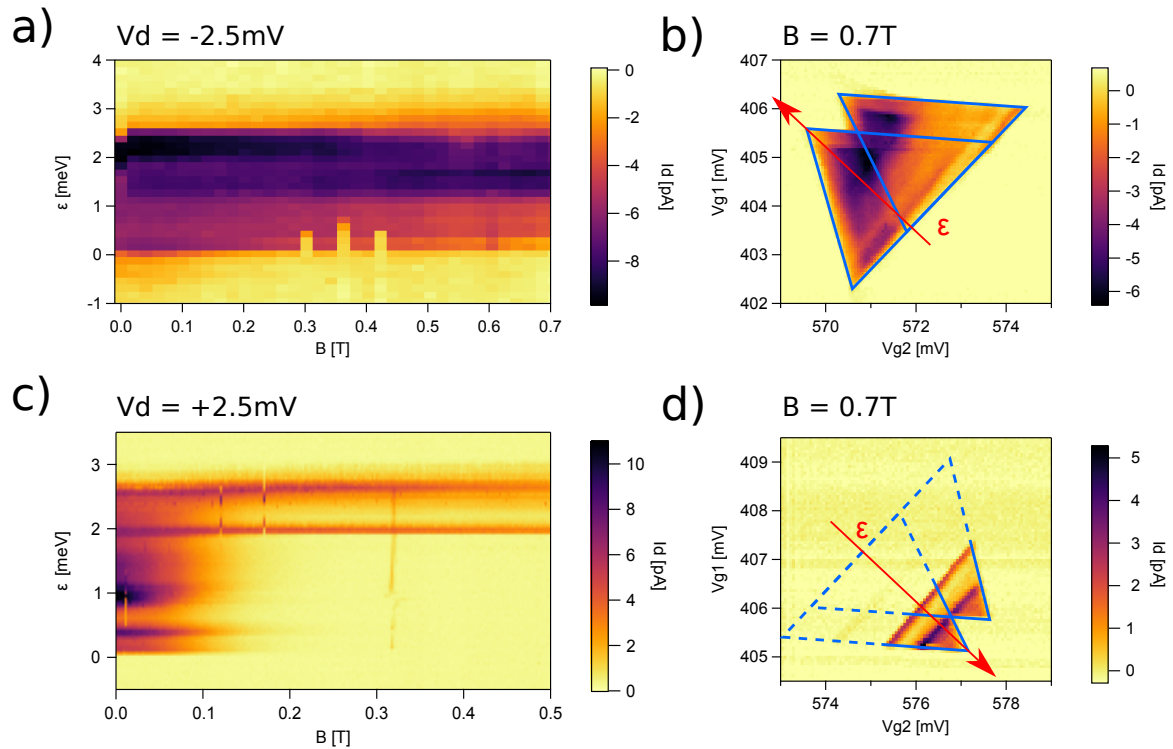 a)
Vd = -2.5mV
4
3
2
1
0
-1
ε [meV]
0.0 0.1 0.2 0.3 0.4 0.5 0.6 0.7
B [T]
0
-2
-4
-6
-8
Id [pA]
b)
B = 0.7T
407
406
405
404
403
402
Vg1 [mV]
ε
570 572 574
Vg2 [mV]
0
-1
-2
-3
-4
-5
-6
Id [pA]
c)
Vd = +2.5mV
3
2
1
0
ε [meV]
0.0 0.1 0.2 0.3 0.4 0.5
B [T]
10
8
6
4
2
0
Id [pA]
d)
B = 0.7T
409
408
407
406
405
Vg1 [mV]
ε
574 576 578
Vg2 [mV]
5
4
3
2
1
0
Id [pA]